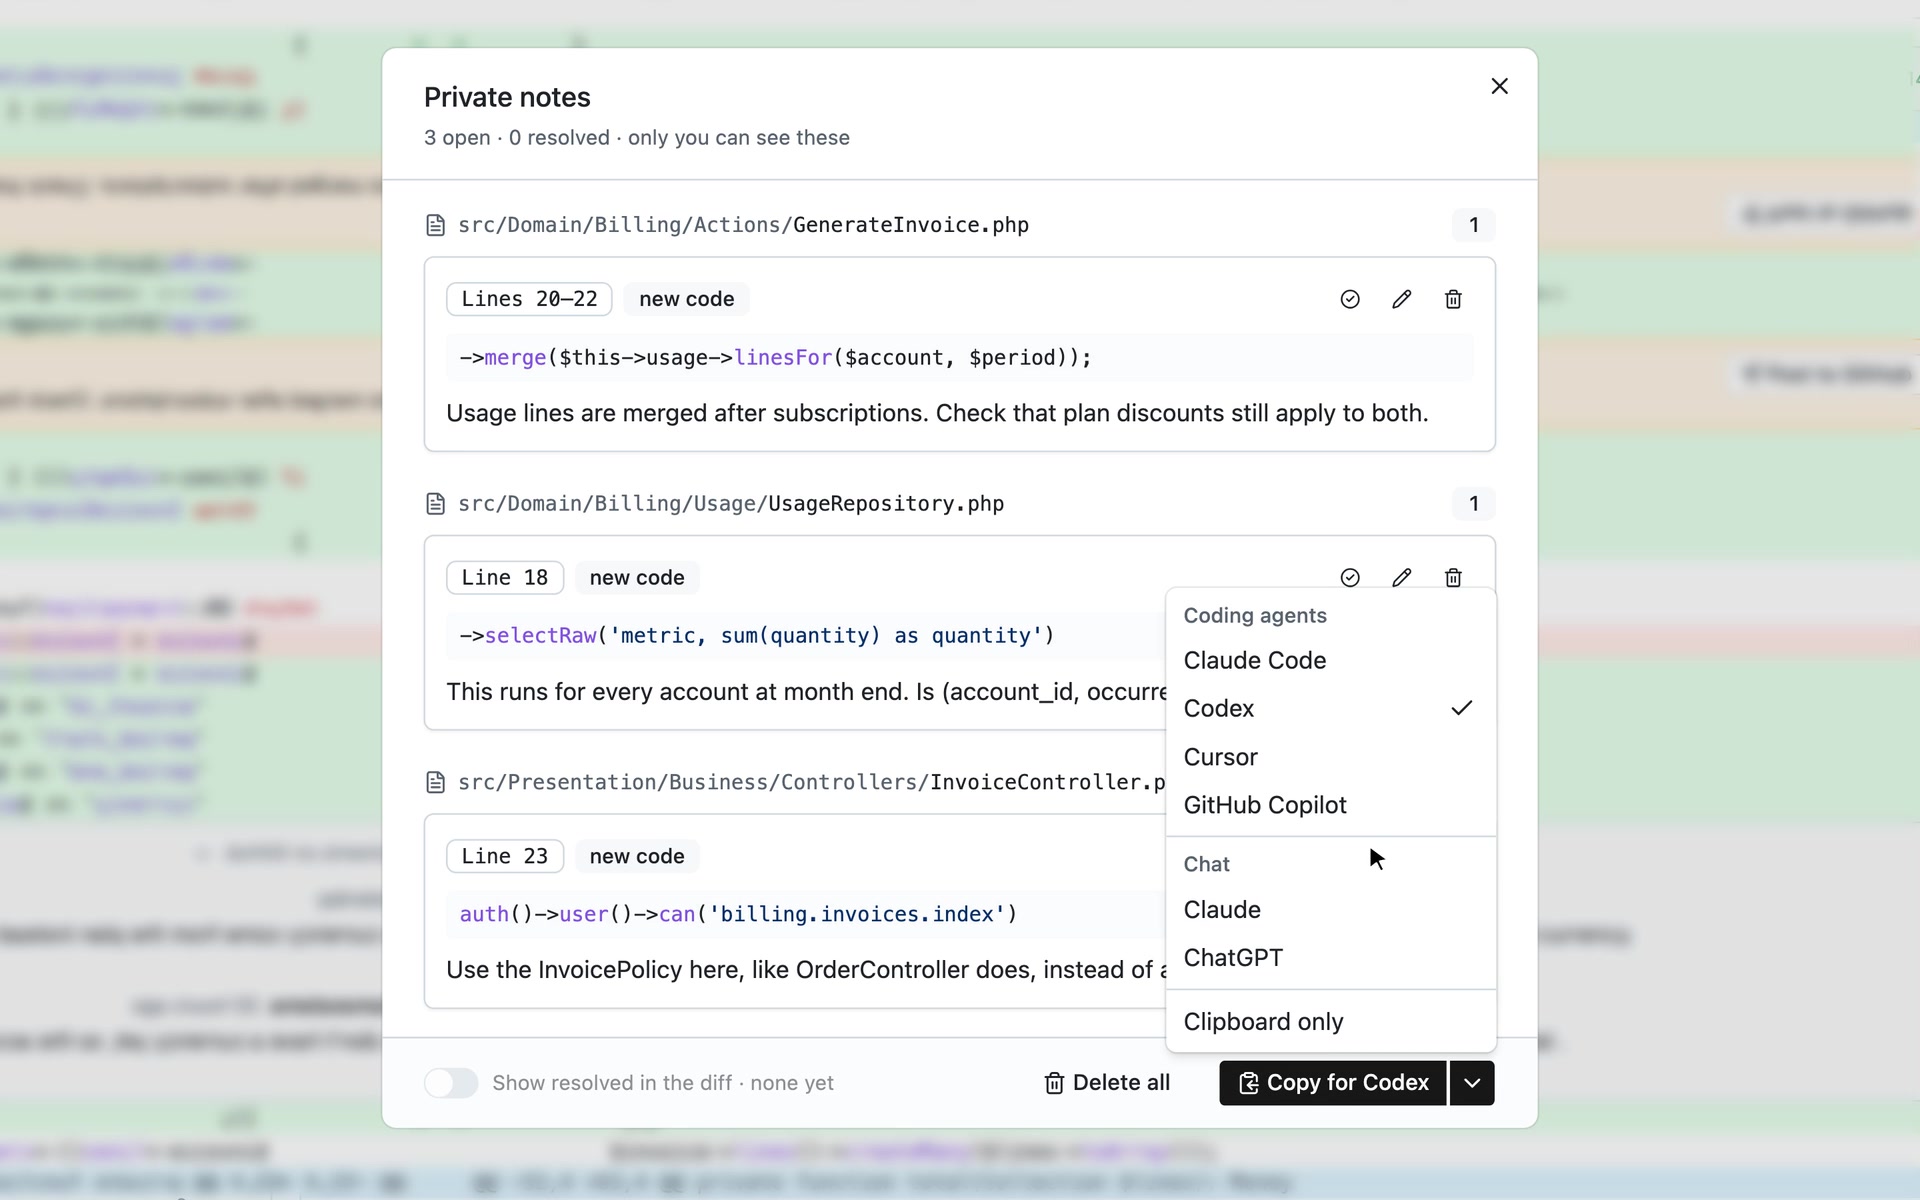 Private notes
3 open · 0 resolved · only you can see these
src/Domain/Billing/Actions/GenerateInvoice.php
1
Lines 20–22
new code
->merge($this->usage->linesFor($account, $period));
Usage lines are merged after subscriptions. Check that plan discounts still apply to both.
src/Domain/Billing/Usage/UsageRepository.php
1
Line 18
new code
->selectRaw('metric, sum(quantity) as quantity')
This runs for every account at month end. Is (account_id,
src/Presentation/Business/Controllers/InvoiceController.p
Line 23
new code
auth()->user()->can('billing.invoices.index')
Use the InvoicePolicy here, like OrderController does, instead of
Coding agents
Claude Code
Codex
Cursor
GitHub Copilot
Chat
Claude
ChatGPT
Clipboard only
Show resolved in the diff · none yet
Delete all
Copy for Codex